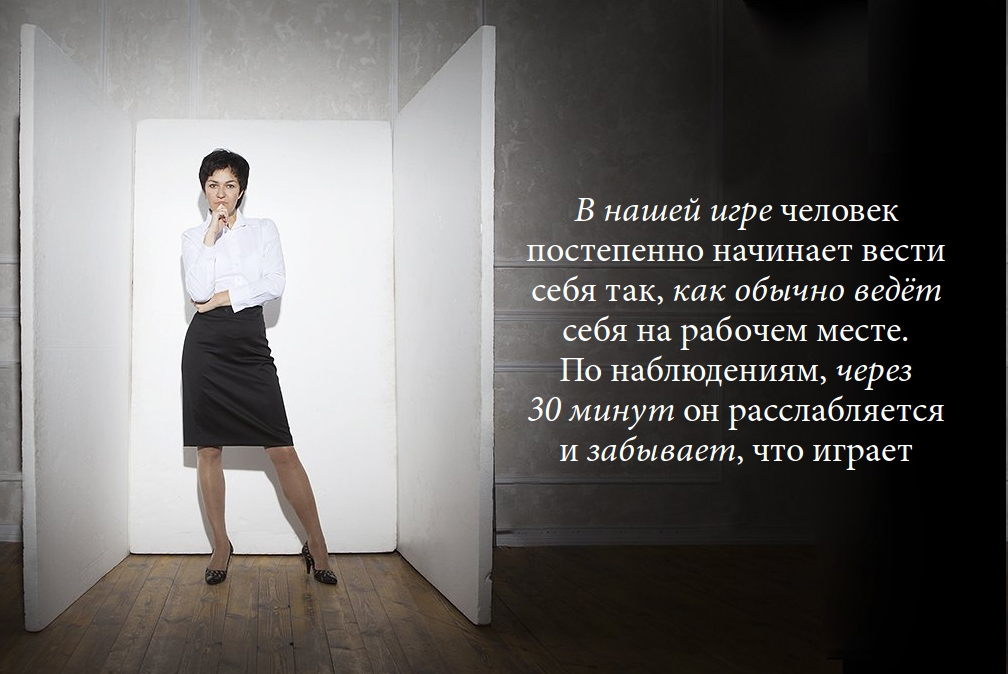 В нашей игре человек
постепенно начинает вести
себя так, как обычно ведёт
себя на рабочем месте.
По наблюдениям, через
30 минут он расслабляется
и забывает, что играет